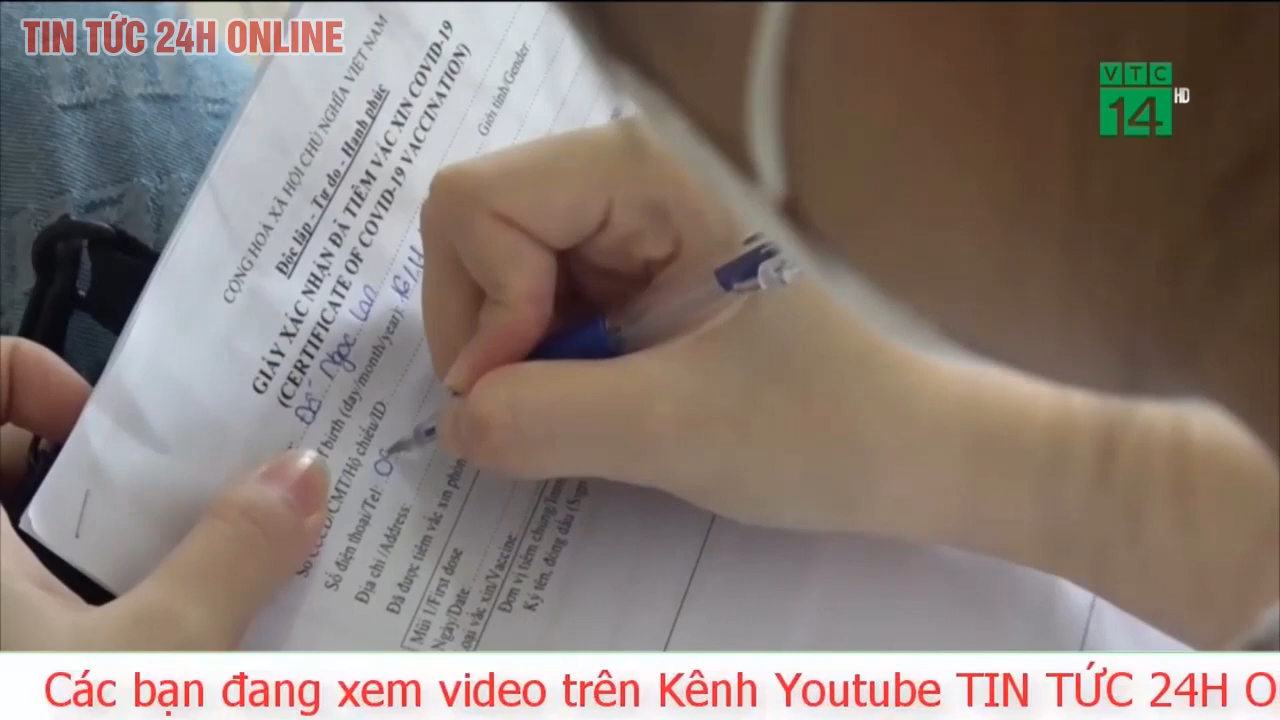 TIN TỨC 24H ONLINE
VTC
14
HD
CỘNG HOÀ XÃ HỘI CHỦ NGHĨA VIỆT NAM
Độc lập - Tự do - Hạnh phúc
GIẤY XÁC NHẬN ĐÃ TIÊM VẮC XIN COVID-19
(CERTIFICATE OF COVID-19 VACCINATION)
Đỗ Ngọc Lan
Giới tính/Gender:
birth (day/month/year): 16/
Số CCCD/CMT/Hộ chiếu/ID:
Số điện thoại/Tel: 0
Địa chỉ /Address:
Đã được tiêm vắc xin phòn
Mũi 1/First dose
Ngày/Date
oại vắc xin/Vaccine
Đơn vị tiêm chủng/
Ký tên, đóng dấu
Các bạn đang xem video trên Kênh Youtube TIN TỨC 24H O